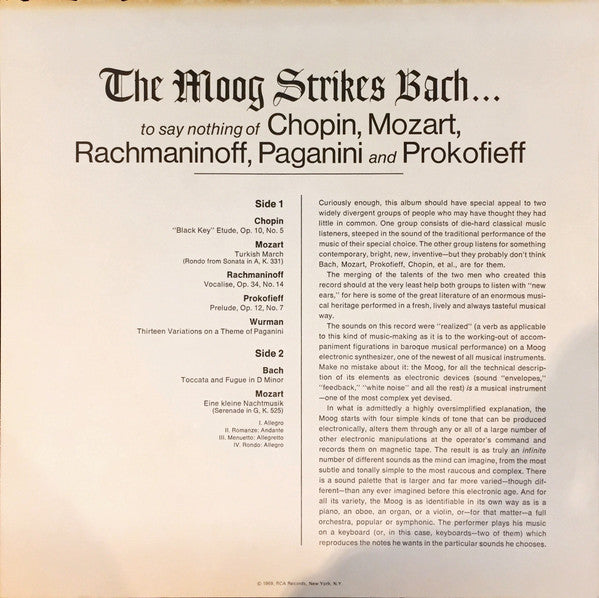 The Moog Strikes Bach...
to say nothing of Chopin, Mozart,
Rachmaninoff, Paganini and Prokofieff
Side 1
Chopin
"Black Key" Etude, Op. 10, No. 5
Mozart
Turkish March
(Rondo from Sonata in A, K. 331)
Rachmaninoff
Vocalise, Op. 34, No. 14
Prokofieff
Prelude, Op. 12, No. 7
Wurman
Thirteen Variations on a Theme of Paganini
Side 2
Bach
Toccata and Fugue in D Minor
Mozart
Eine kleine Nachtmusik
(Serenade in G, K. 525)
I. Allegro
II. Romanze: Andante
III. Menuetto: Allegretto
IV. Rondo: Allegro
Curiously enough, this album should have special appeal to two
widely divergent groups of people who may have thought they had
little in common. One group consists of die-hard classical music
listeners, steeped in the sound of the traditional performance of the
music of their special choice. The other group listens for something
contemporary, bright, new, inventive—but they probably don't think
Bach, Mozart, Prokofieff, Chopin, et al., are for them.
The merging of the talents of the two men who created this
record should at the very least help both groups to listen with "new
ears," for here is some of the great literature of an enormous musi-
cal heritage performed in a fresh, lively and always tasteful musical
way.
The sounds on this record were "realized" (a verb as applicable
to this kind of music-making as it is to the working-out of accom-
paniment figurations in baroque musical performance) on a Moog
electronic synthesizer, one of the newest of all musical instruments.
Make no mistake about it: the Moog, for all the technical descrip-
tion of its elements as electronic devices (sound "envelopes,"
"feedback," "white noise" and all the rest) is a musical instrument
—one of the most complex yet devised.
In what is admittedly a highly oversimplified explanation, the
Moog starts with four simple kinds of tone that can be produced
electronically, alters them through any or all of a large number of
other electronic manipulations at the operator's command and
records them on magnetic tape. The result is as truly an infinite
number of different sounds as the mind can imagine, from the most
subtle and tonally simple to the most raucous and complex. There
is a sound palette that is larger and far more varied—though dif-
ferent—than any ever imagined before this electronic age. And for
all its variety, the Moog is as identifiable in its own way as is a
piano, an oboe, an organ, or a violin, or—for that matter—a full
orchestra, popular or symphonic. The performer plays his music
on a keyboard (or, in this case, keyboards—two of them) which
reproduces the notes he wants in the particular sounds he chooses.
© 1969, RCA Records, New York, N.Y.